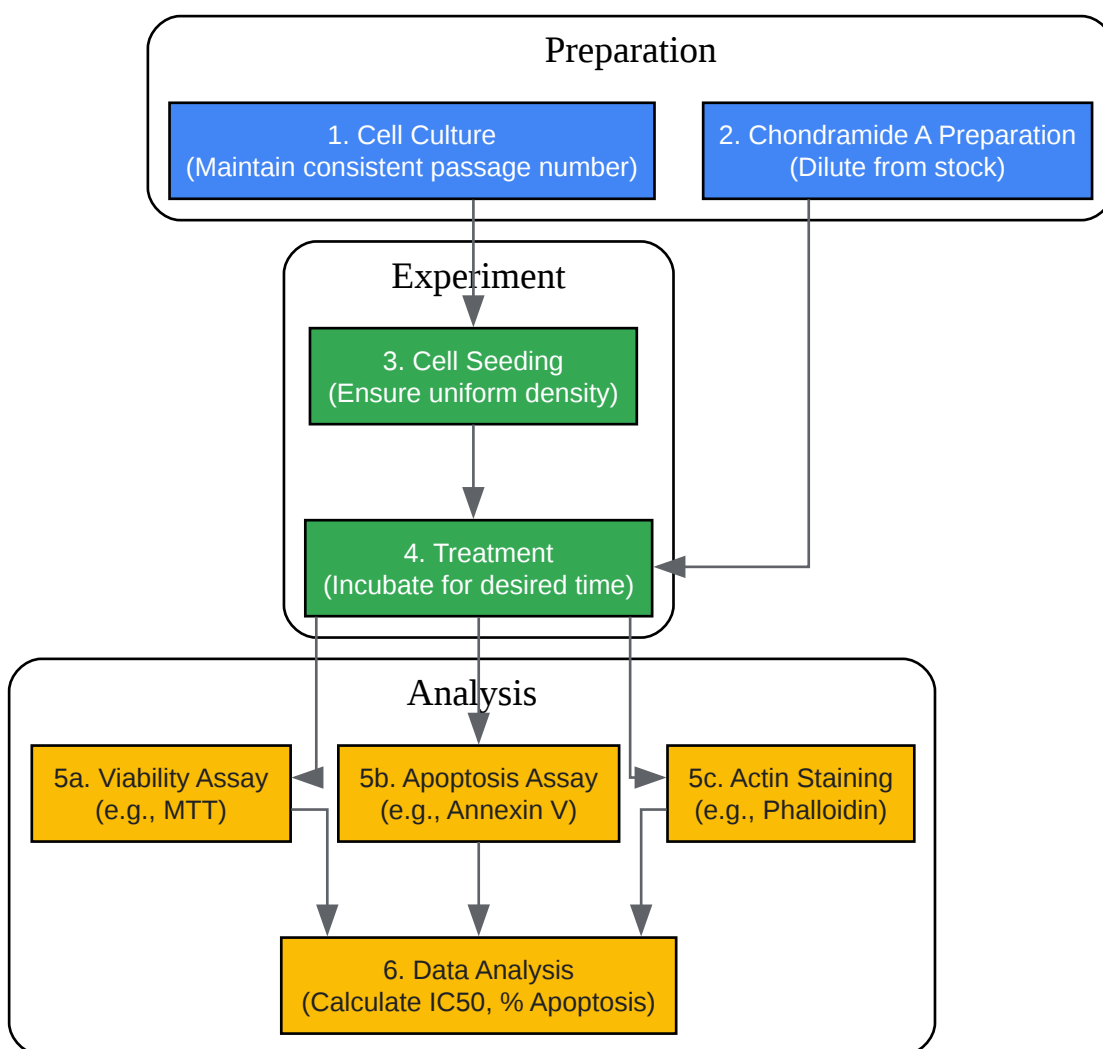 Preparation
1. Cell Culture
(Maintain consistent passage number)
2. Chondramide A Preparation
(Dilute from stock)
Experiment
3. Cell Seeding
(Ensure uniform density)
4. Treatment
(Incubate for desired time)
Analysis
5a. Viability Assay
(e.g., MTT)
5b. Apoptosis Assay
(e.g., Annexin V)
5c. Actin Staining
(e.g., Phalloidin)
6. Data Analysis
(Calculate IC50, % Apoptosis)